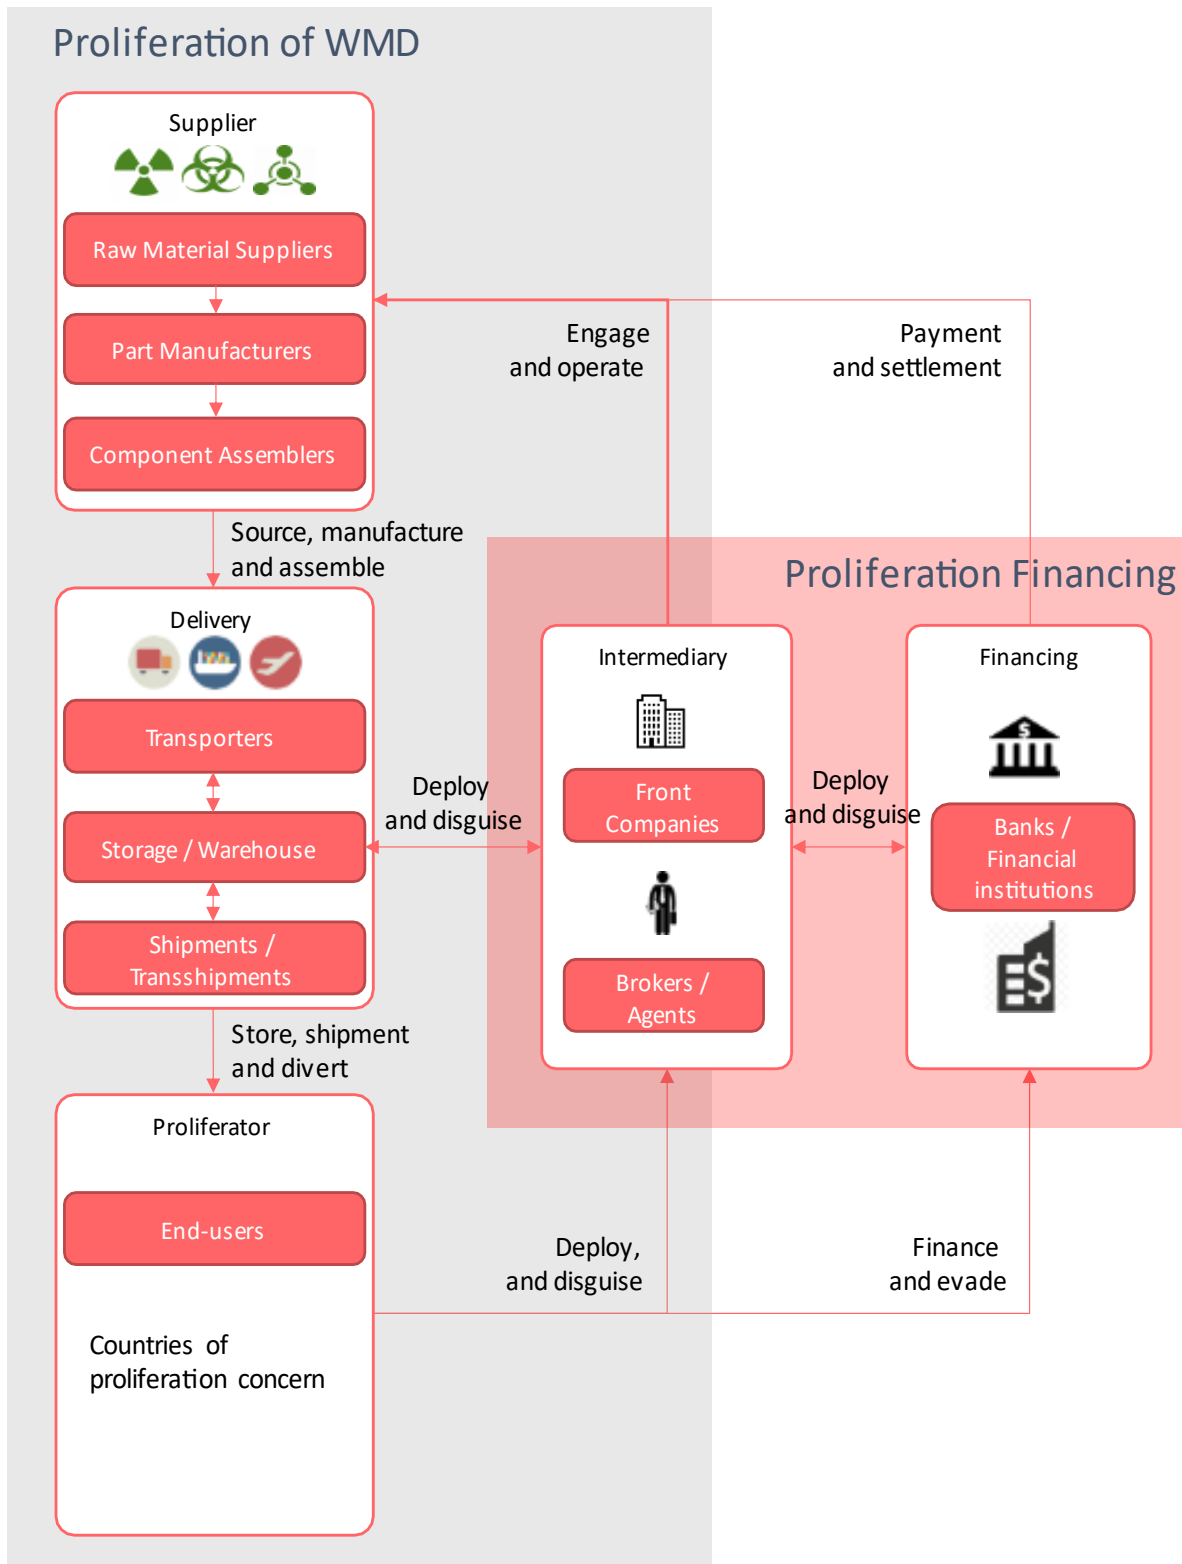 Proliferation of WMD
Supplier
Raw Material Suppliers
Part Manufacturers
Component Assemblers
Engage
and operate
Payment
and settlement
Source, manufacture
and assemble
Proliferation Financing
Delivery
Transporters
Storage / Warehouse
Shipments /
Transshipments
Deploy
and disguise
Intermediary
Front
Companies
Brokers /
Agents
Deploy
and disguise
Financing
$
Banks /
Financial
institutions
$
Store, shipment
and divert
Proliferator
End-users
Countries of
proliferation concern
Deploy,
and disguise
Finance
and evade